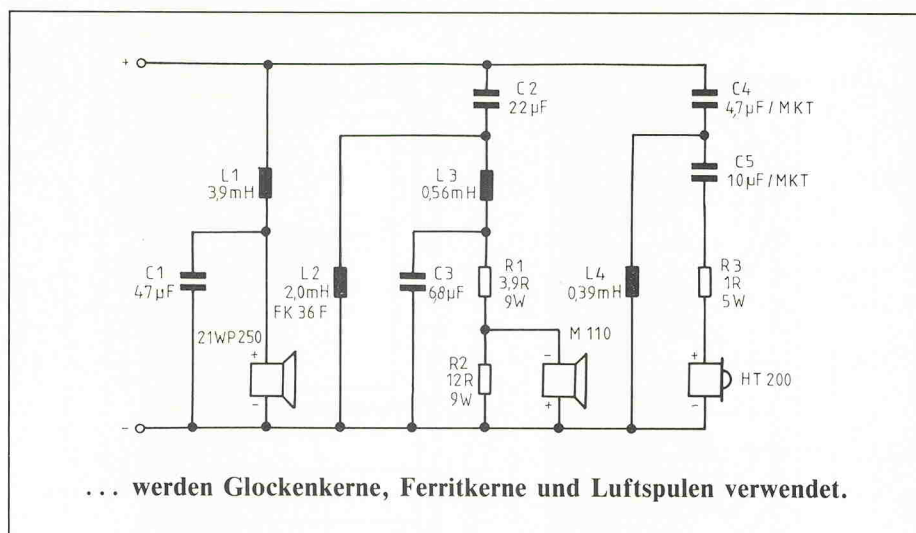 +
C2
22µF
C4
4,7µF/MKT
L1
3,9mH
L3
0,56mH
C5
10µF/MKT
C1
47µF
L2
2,0mH
FK 36 F
C3
68µF
R1
3,9R
9W
L4
0,39mH
R3
1R
5W
21WP250
+
-
R2
12R
9W
M 110
-
+
+
-
HT 200
-
... werden Glockenkerne, Ferritkerne und Luftspulen verwendet.